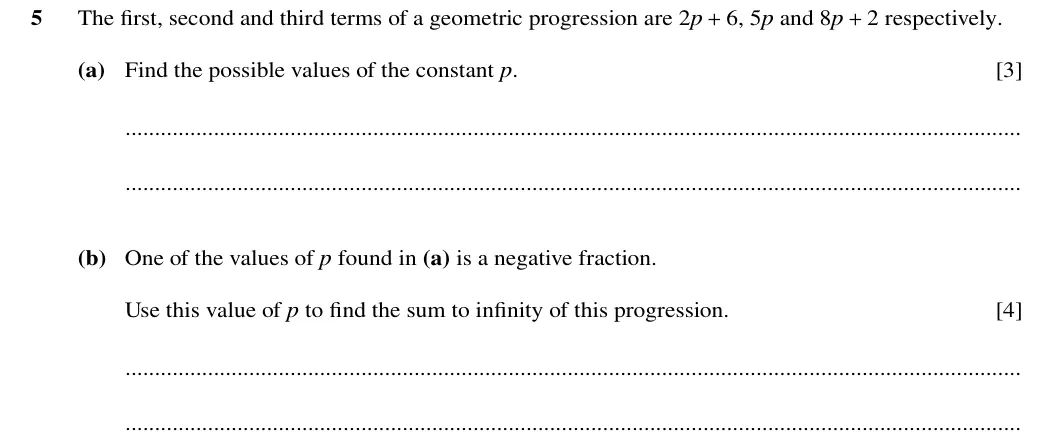 5 The first, second and third terms of a geometric progression are 2p + 6, 5p and 8p + 2 respectively.
(a) Find the possible values of the constant p. [3]
(b) One of the values of p found in (a) is a negative fraction.
Use this value of p to find the sum to infinity of this progression. [4]